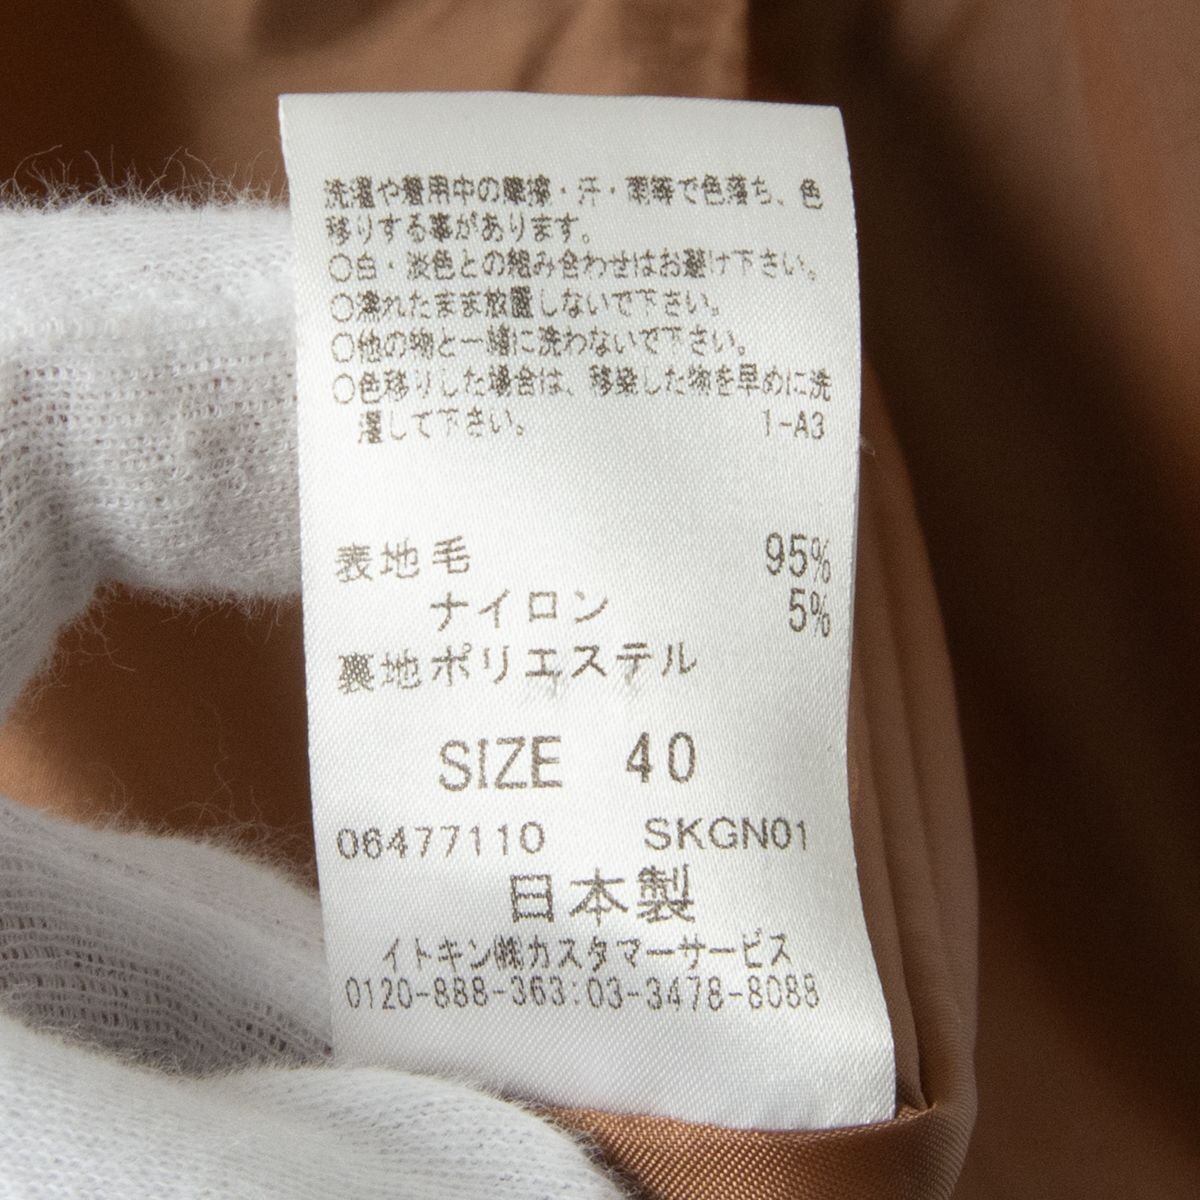 洗濯や着用中の摩擦・汗・雨等で色落ち、色
移りする事があります。
○白・淡色との組み合わせはお避け下さい。
○濡れたまま放置しないで下さい。
○他の物と一緒に洗わないで下さい。
○色移りした場合は、移染した物を早めに洗
濯して下さい。 1-A3
表地 毛 95%
ナイロン 5%
裏地 ポリエステル
SIZE 40
06477110 SKGN01
日本製
イトキン㈱カスタマーサービス
0120-888-363:03-3478-8088